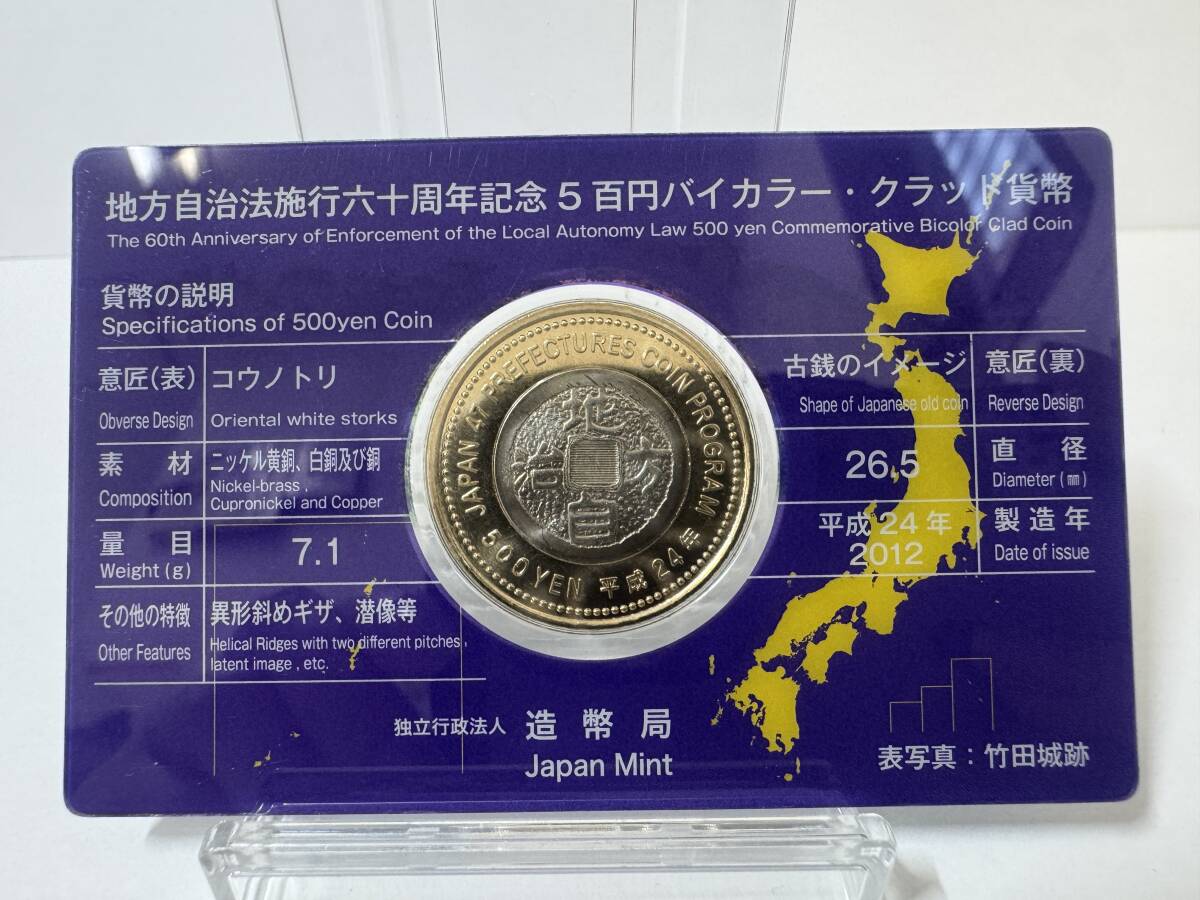 地方自治法施行六十周年記念５百円バイカラー・クラッド貨幣
The 60th Anniversary of Enforcement of the Local Autonomy Law 500 yen Commemorative Bicolor Clad Coin
貨幣の説明
Specifications of 500yen Coin
意匠（表） コウノトリ
Obverse Design Oriental white storks
素材 ニッケル黄銅、白銅及び銅
Composition Nickel-brass,
Cupronickel and Copper
量目 7.1
Weight (g)
その他の特徴 異形斜めギザ、潜像等
Other Features Helical Ridges with two different pitches,
latent image, etc.
JAPAN 47 PREFECTURES COIN PROGRAM
500 YEN 平成24年
古銭のイメージ 意匠（裏）
Shape of Japanese old coin Reverse Design
26.5 直径
Diameter (㎜)
平成24年 製造年
2012 Date of issue
独立行政法人 造幣局
Japan Mint
表写真：竹田城跡